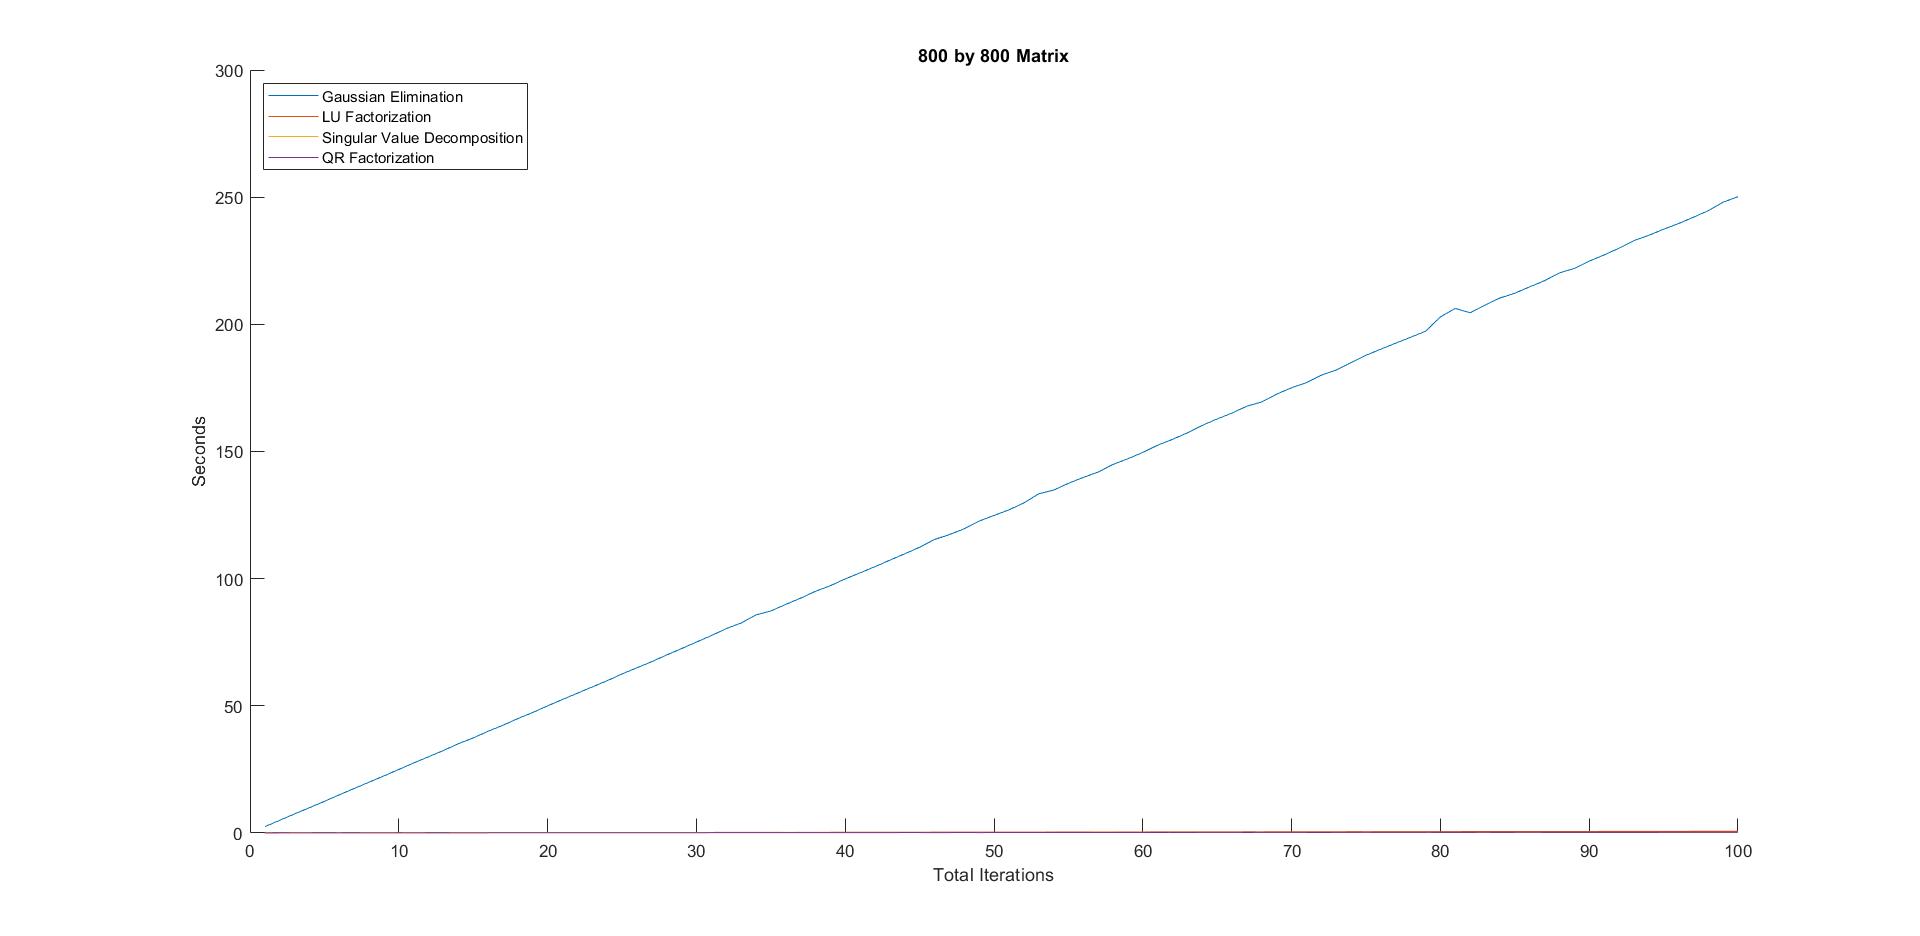 800 by 800 Matrix
300
250
200
150
100
50
0
Seconds
Gaussian Elimination
LU Factorization
Singular Value Decomposition
QR Factorization
0 10 20 30 40 50 60 70 80 90 100
Total Iterations